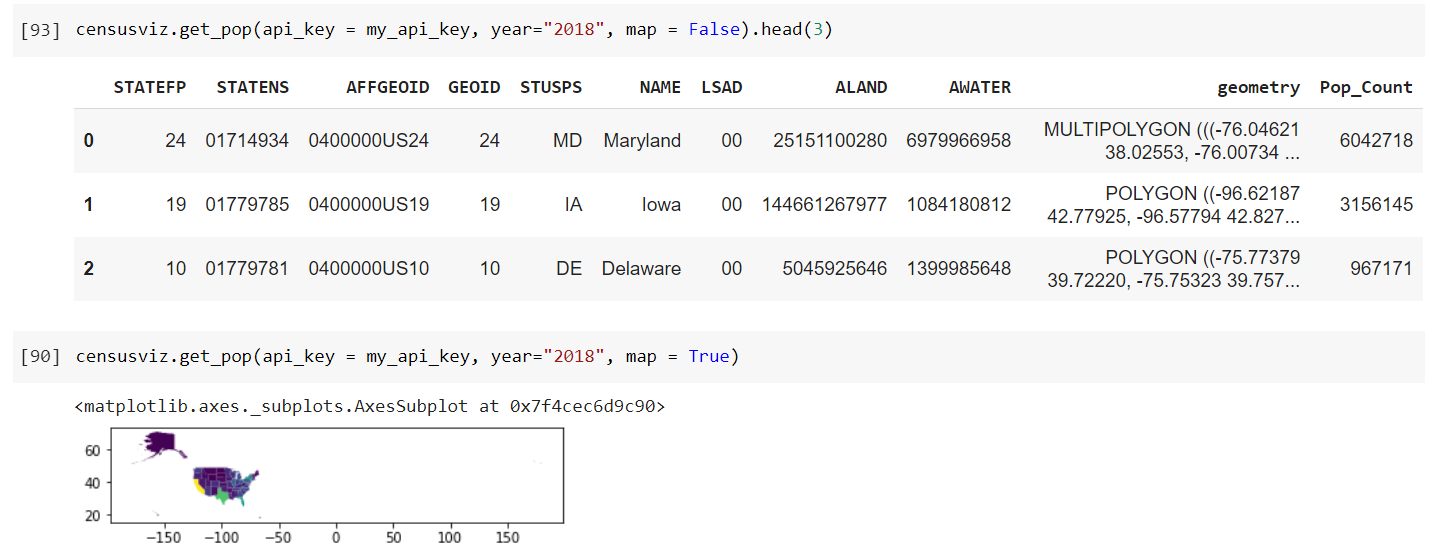 [93] censusviz.get_pop(api_key = my_api_key, year="2018", map = False).head(3)
STATEFP STATENS AFFGEOID GEOID STUSPS NAME LSAD ALAND AWATER geometry Pop_Count
0 24 01714934 0400000US24 24 MD Maryland 00 25151100280 6979966958 MULTIPOLYGON (((-76.04621 38.02553, -76.00734 ... 6042718
1 19 01779785 0400000US19 19 IA Iowa 00 144661267977 1084180812 POLYGON ((-96.62187 42.77925, -96.57794 42.827... 3156145
2 10 01779781 0400000US10 10 DE Delaware 00 5045925646 1399985648 POLYGON ((-75.77379 39.72220, -75.75323 39.757... 967171
[90] censusviz.get_pop(api_key = my_api_key, year="2018", map = True)
<matplotlib.axes._subplots.AxesSubplot at 0x7f4cec6d9c90>
60
40
20
−150 −100 −50 0 50 100 150